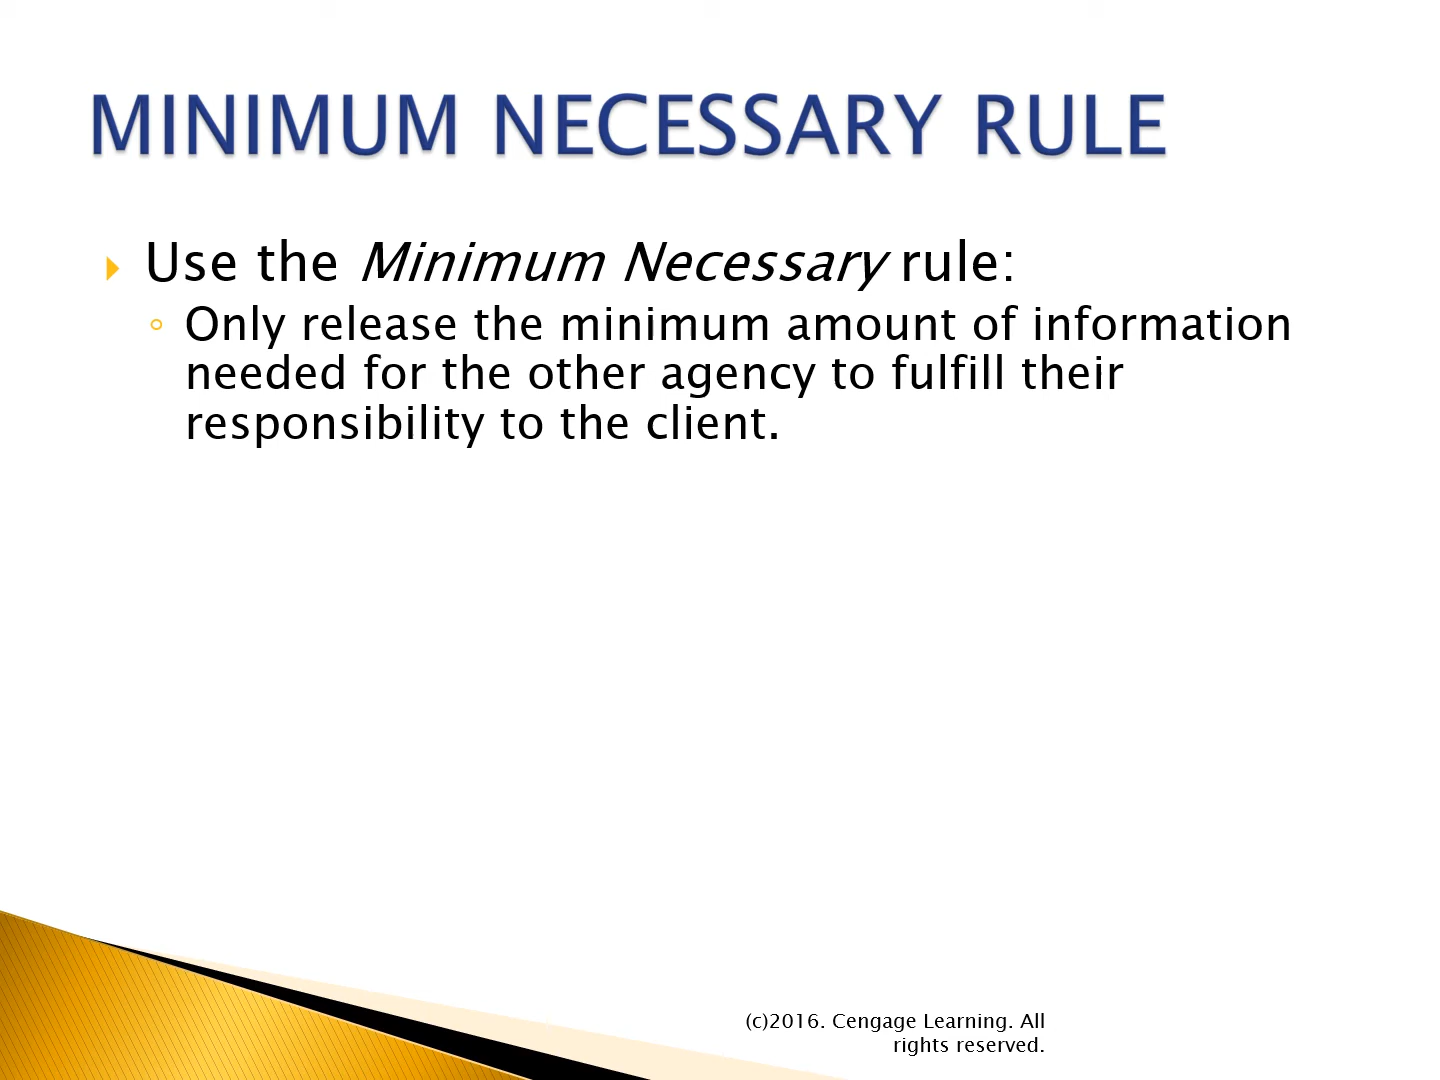 MINIMUM NECESSARY RULE
Use the Minimum Necessary rule:
Only release the minimum amount of information
needed for the other agency to fulfill their
responsibility to the client.
(c)2016. Cengage Learning. All
rights reserved.